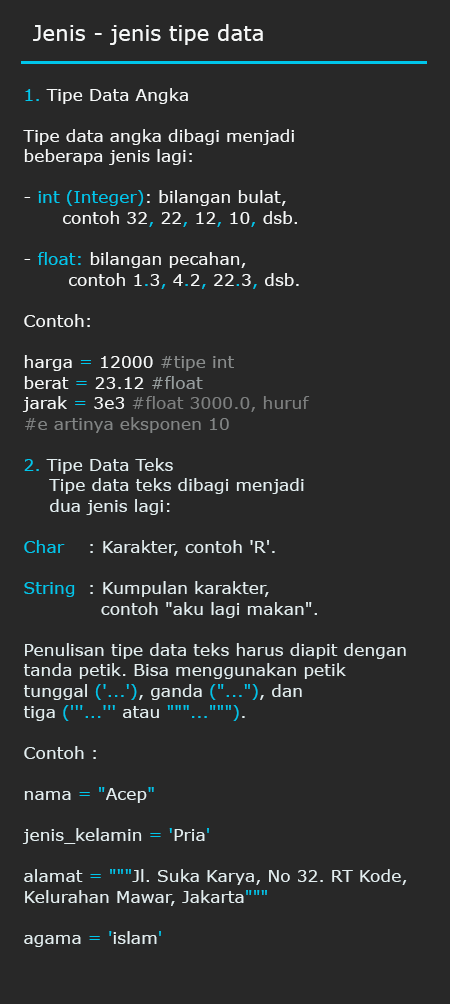 Jenis - jenis tipe data
1. Tipe Data Angka
Tipe data angka dibagi menjadi
beberapa jenis lagi:
- int (Integer): bilangan bulat,
contoh 32, 22, 12, 10, dsb.
- float: bilangan pecahan,
contoh 1.3, 4.2, 22.3, dsb.
Contoh:
harga = 12000 #tipe int
berat = 23.12 #float
jarak = 3e3 #float 3000.0, huruf
#e artinya eksponen 10
2. Tipe Data Teks
Tipe data teks dibagi menjadi
dua jenis lagi:
Char : Karakter, contoh 'R'.
String : Kumpulan karakter,
contoh "aku lagi makan".
Penulisan tipe data teks harus diapit dengan
tanda petik. Bisa menggunakan petik
tunggal ('...'), ganda ("..."), dan
tiga ('''...''' atau """...""").
Contoh :
nama = "Acep"
jenis_kelamin = 'Pria'
alamat = """Jl. Suka Karya, No 32. RT Kode,
Kelurahan Mawar, Jakarta"""
agama = 'islam'